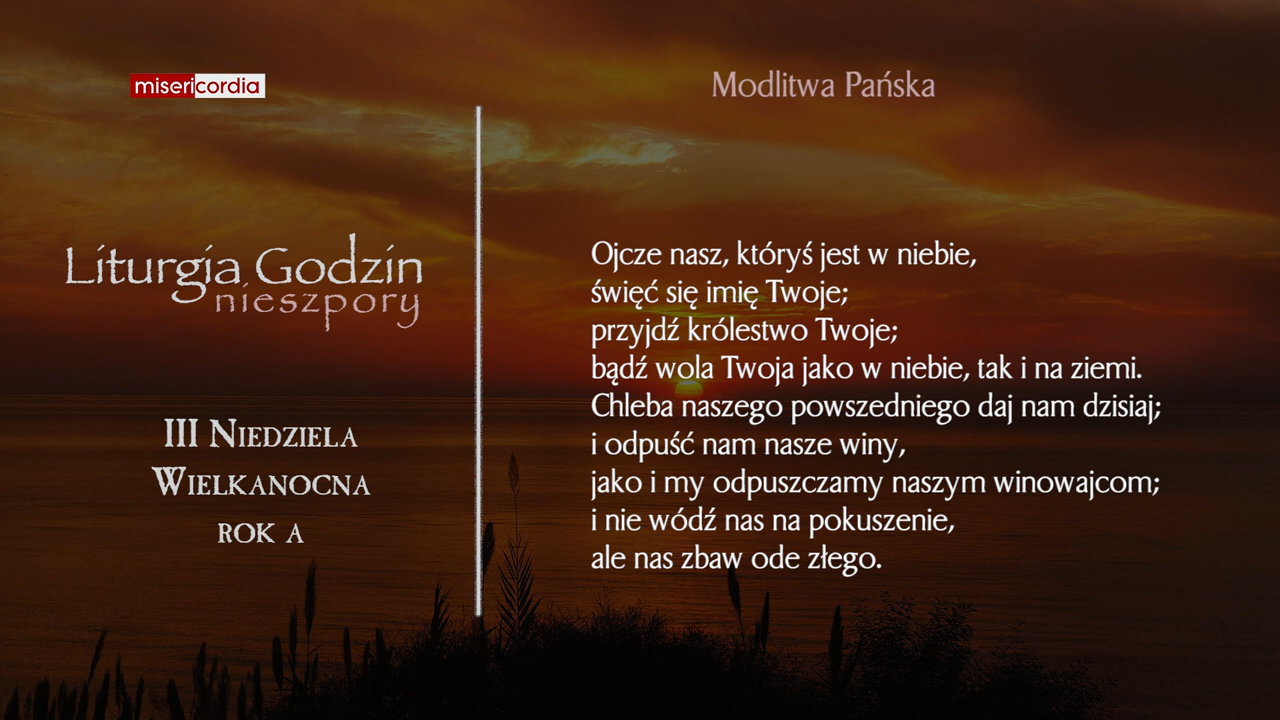 misericordia
Liturgia Godzin
nieszpory
III Niedziela
Wielkanocna
rok A
Modlitwa Pańska
Ojcze nasz, któryś jest w niebie,
święć się imię Twoje;
przyjdź królestwo Twoje;
bądź wola Twoja jako w niebie, tak i na ziemi.
Chleba naszego powszedniego daj nam dzisiaj;
i odpuść nam nasze winy,
jako i my odpuszczamy naszym winowajcom;
i nie wódź nas na pokuszenie,
ale nas zbaw ode złego.